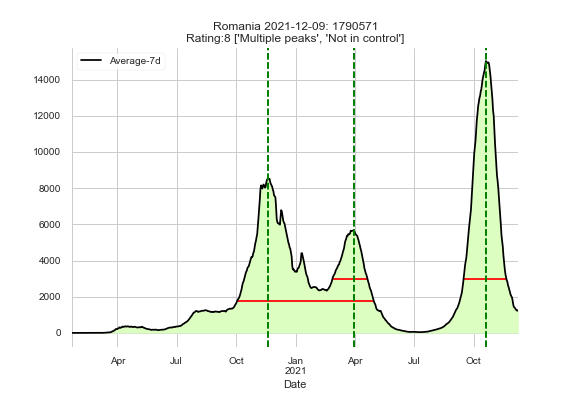 Romania 2021-12-09: 1790571
Rating:8 ['Multiple peaks', 'Not in control']
Average-7d
14000
12000
10000
8000
6000
4000
2000
0
Apr Jul Oct Jan Apr Jul Oct
2021
Date